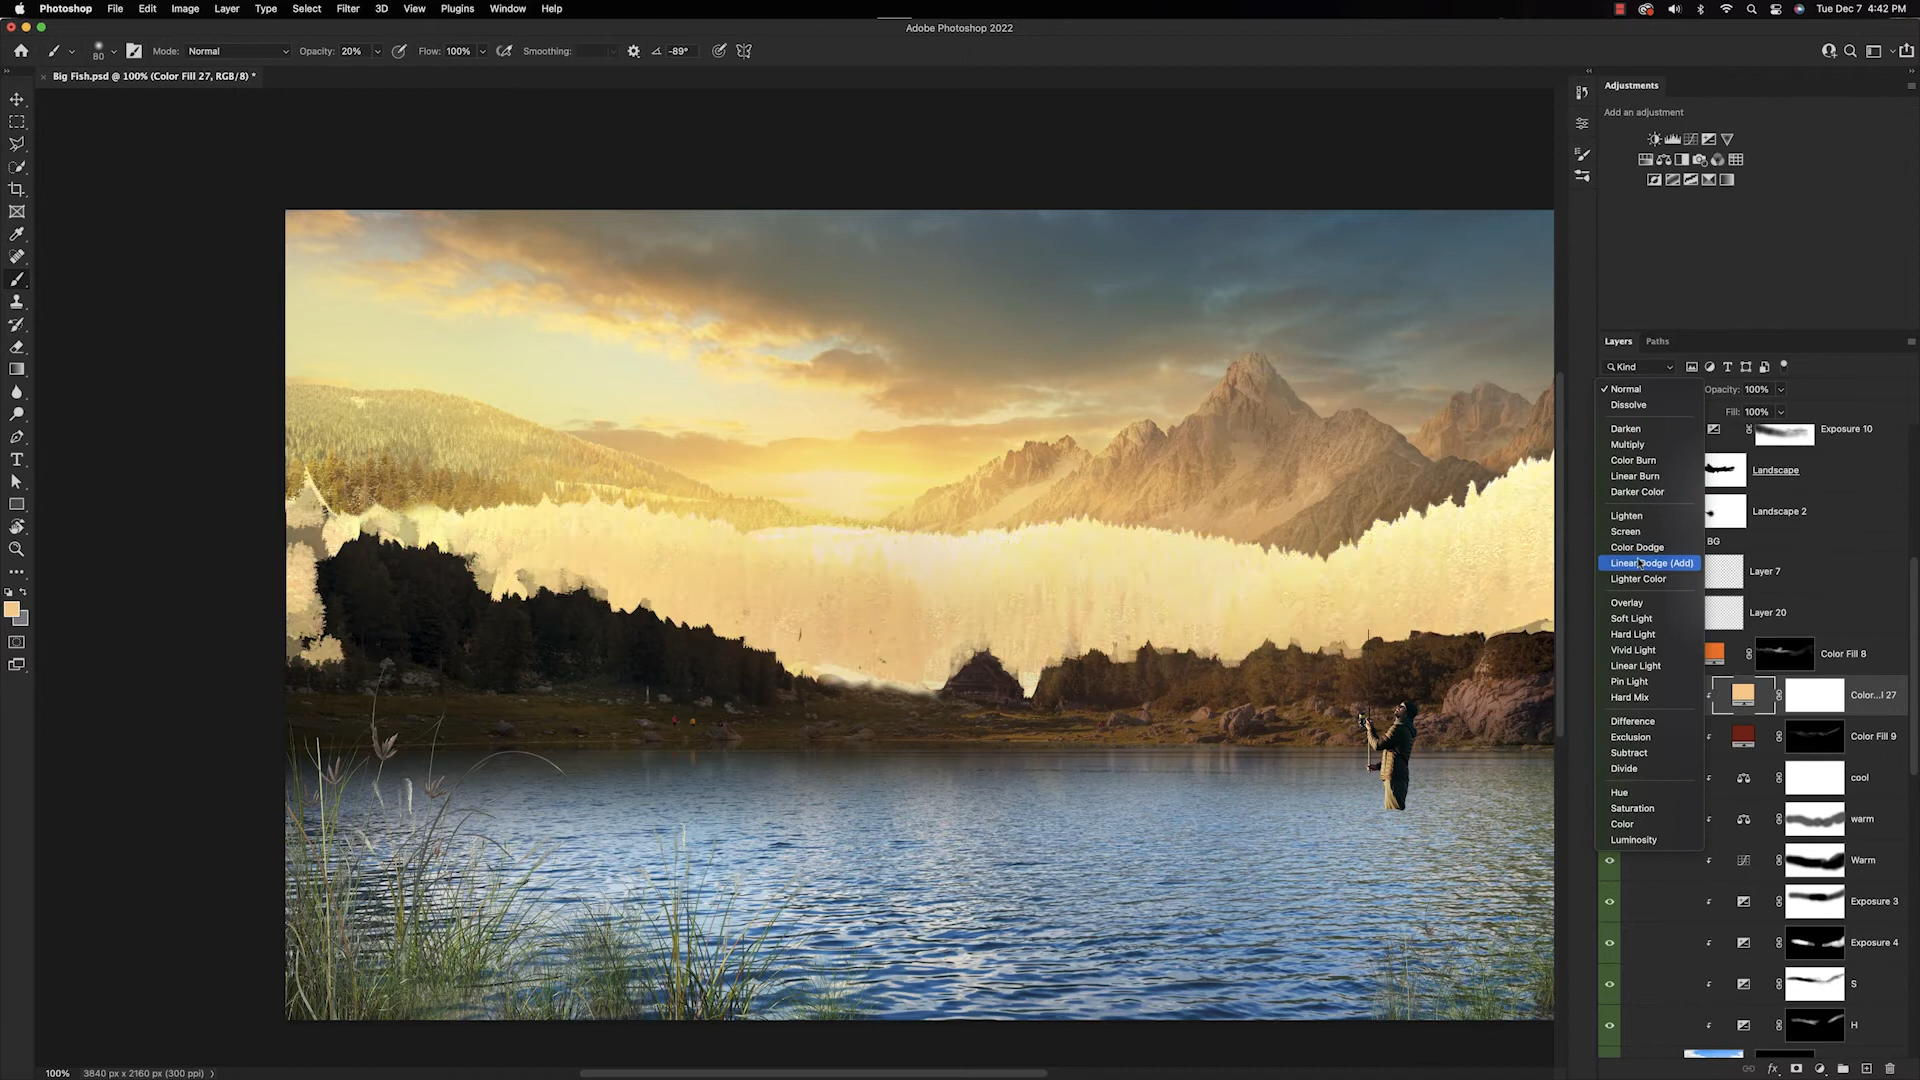 Photoshop File Edit Image Layer Type Select Filter 3D View Plugins Window Help Tue Dec 7 4:42 PM
Adobe Photoshop 2022
80 Mode: Normal Opacity: 20% Flow: 100% Smoothing: -89°
Big Fish.psd @ 100% (Color Fill 27, RGB/8) *
Adjustments
Add an adjustment
Layers Paths
Kind
Normal
Dissolve
Darken
Multiply
Color Burn
Linear Burn
Darker Color
Lighten
Screen
Color Dodge
Linear Dodge (Add)
Lighter Color
Overlay
Soft Light
Hard Light
Vivid Light
Linear Light
Pin Light
Hard Mix
Difference
Exclusion
Subtract
Divide
Hue
Saturation
Color
Luminosity
Opacity: 100%
Fill: 100%
Exposure 10
Landscape
Landscape 2
BG
Layer 7
Layer 20
Color Fill 8
Color...l 27
Color Fill 9
cool
warm
Warm
Exposure 3
Exposure 4
S
H
fx
100% 3840 px x 2160 px (300 ppi)